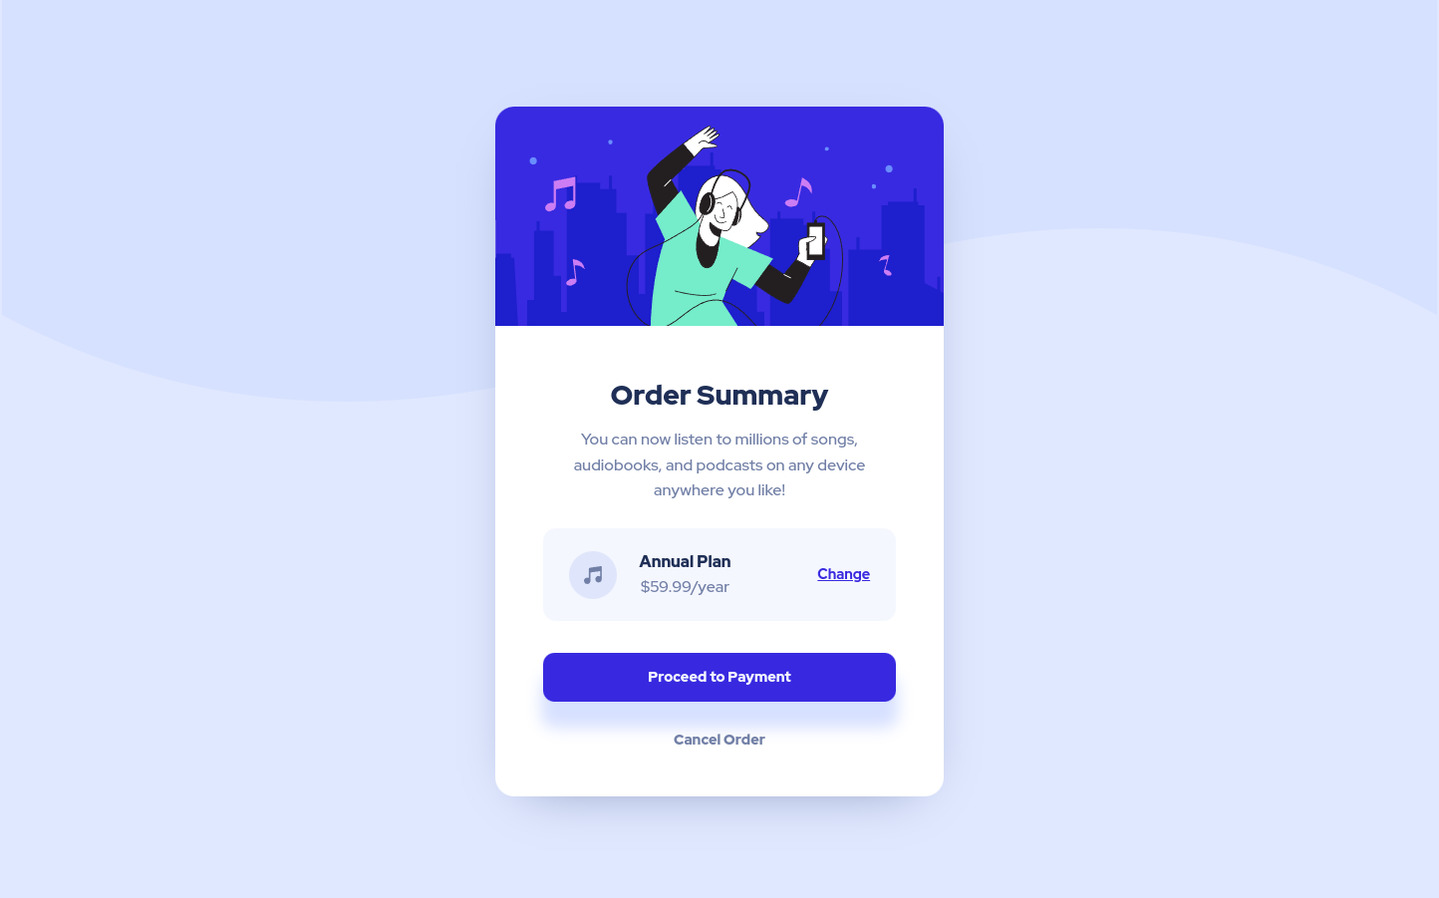 Order Summary
You can now listen to millions of songs,
audiobooks, and podcasts on any device
anywhere you like!
Annual Plan
$59.99/year
Change
Proceed to Payment
Cancel Order